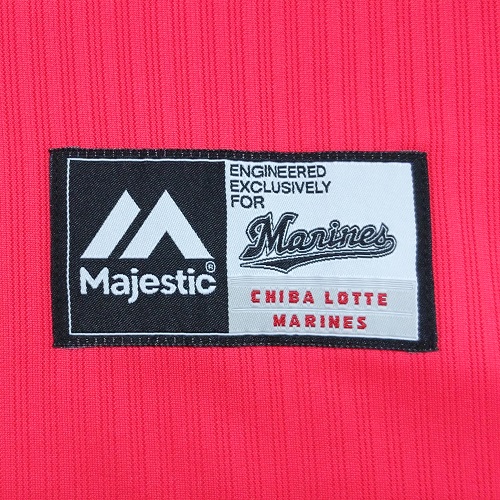 Majestic®
ENGINEERED
EXCLUSIVELY
FOR
Marines
CHIBA LOTTE
MARINES